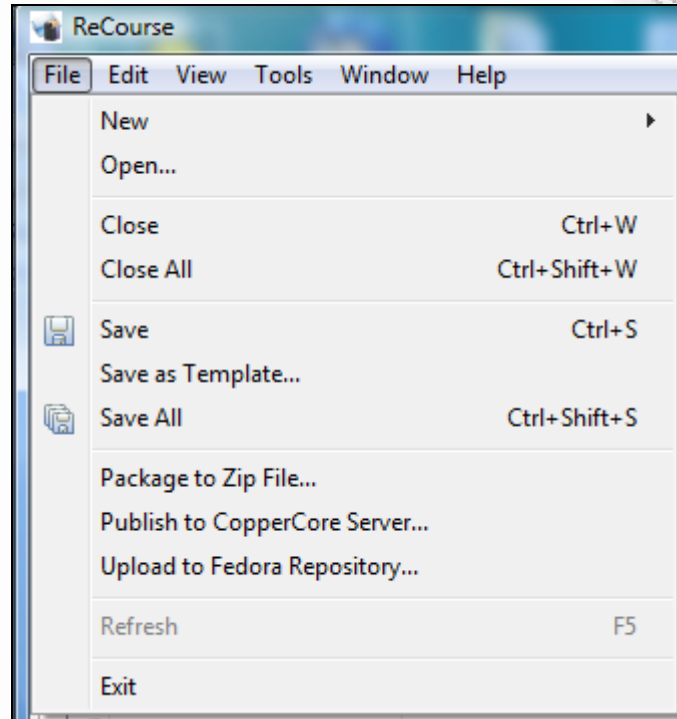 ReCourse
File Edit View Tools Window Help
New
Open...
Close Ctrl+W
Close All Ctrl+Shift+W
Save Ctrl+S
Save as Template...
Save All Ctrl+Shift+S
Package to Zip File...
Publish to CopperCore Server...
Upload to Fedora Repository...
Refresh F5
Exit